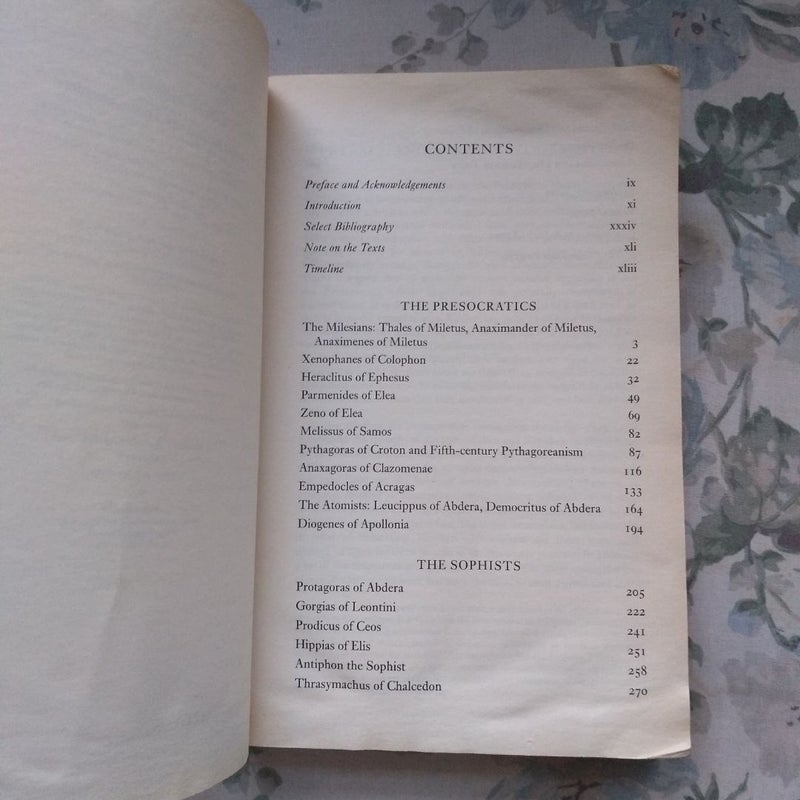 CONTENTS
Preface and Acknowledgements ix
Introduction xi
Select Bibliography xxxiv
Note on the Texts xli
Timeline xliii
THE PRESOCRATICS
The Milesians: Thales of Miletus, Anaximander of Miletus,
Anaximenes of Miletus 3
Xenophanes of Colophon 22
Heraclitus of Ephesus 32
Parmenides of Elea 49
Zeno of Elea 69
Melissus of Samos 82
Pythagoras of Croton and Fifth-century Pythagoreanism 87
Anaxagoras of Clazomenae 116
Empedocles of Acragas 133
The Atomists: Leucippus of Abdera, Democritus of Abdera 164
Diogenes of Apollonia 194
THE SOPHISTS
Protagoras of Abdera 205
Gorgias of Leontini 222
Prodicus of Ceos 241
Hippias of Elis 251
Antiphon the Sophist 258
Thrasymachus of Chalcedon 270